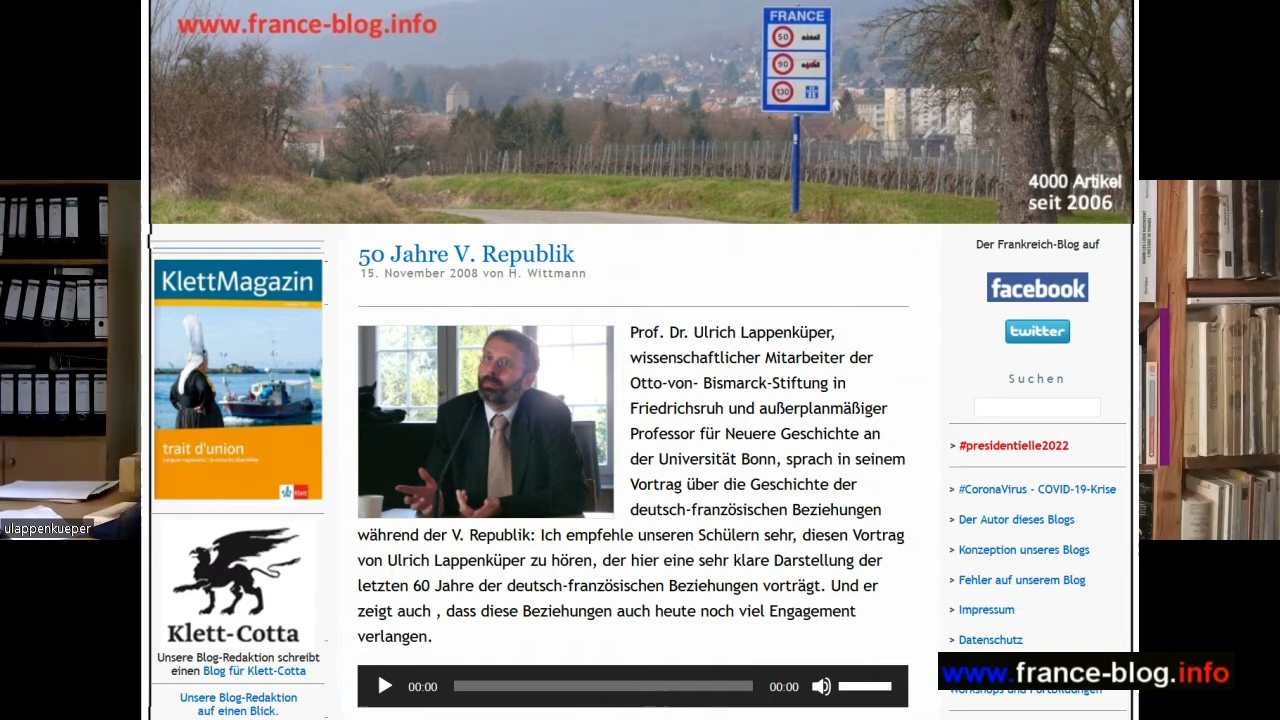 www.france-blog.info
FRANCE
50
90
130
4000 Artikel
seit 2006
KlettMagazin
trait d'union
Klett
Klett-Cotta
Unsere Blog-Redaktion schreibt
einen Blog für Klett-Cotta
Unsere Blog-Redaktion
auf einen Blick.
ulappenkueper
50 Jahre V. Republik
15. November 2008 von H. Wittmann
Prof. Dr. Ulrich Lappenküper,
wissenschaftlicher Mitarbeiter der
Otto-von- Bismarck-Stiftung in
Friedrichsruh und außerplanmäßiger
Professor für Neuere Geschichte an
der Universität Bonn, sprach in seinem
Vortrag über die Geschichte der
deutsch-französischen Beziehungen
während der V. Republik: Ich empfehle unseren Schülern sehr, diesen Vortrag
von Ulrich Lappenküper zu hören, der hier eine sehr klare Darstellung der
letzten 60 Jahre der deutsch-französischen Beziehungen vorträgt. Und er
zeigt auch , dass diese Beziehungen auch heute noch viel Engagement
verlangen.
00:00
00:00
Der Frankreich-Blog auf
facebook
twitter
Suchen
> #presidentielle2022
> #CoronaVirus - COVID-19-Krise
> Der Autor dieses Blogs
> Konzeption unseres Blogs
> Fehler auf unserem Blog
> Impressum
> Datenschutz
www.france-blog.info
Workshops und Fortbildungen